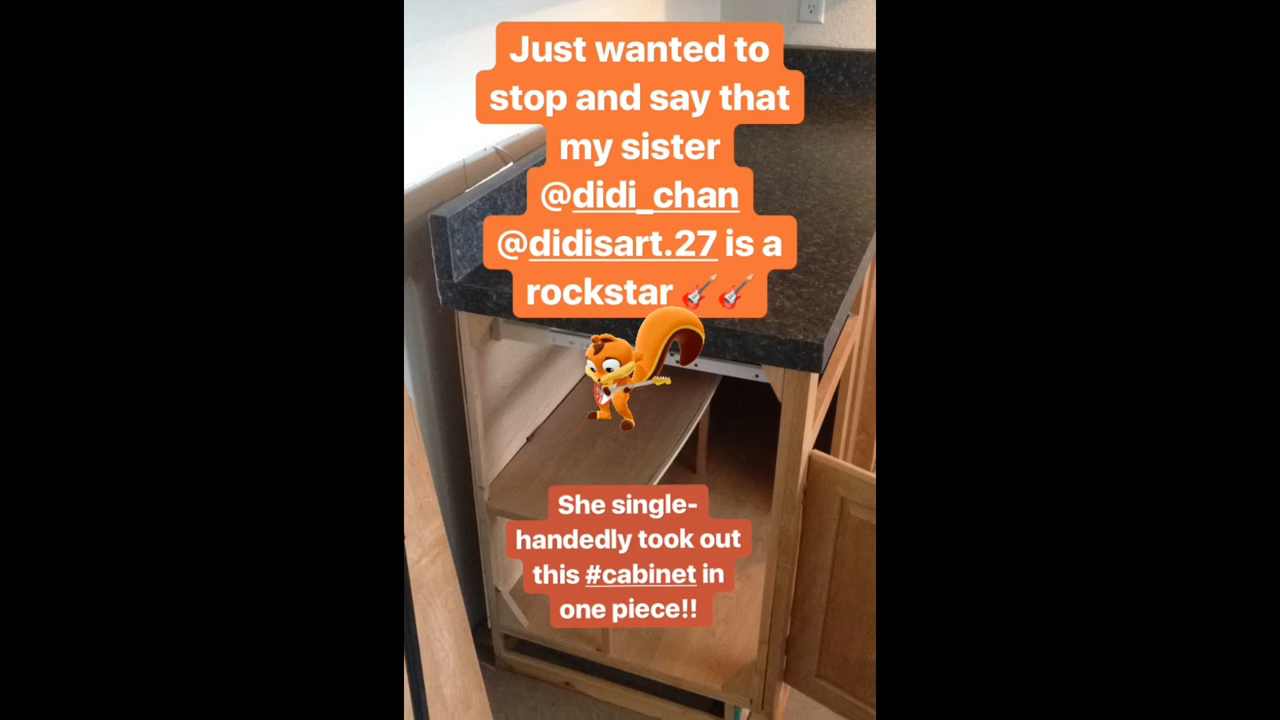 Just wanted to
stop and say that
my sister
@didi_chan
@didisart.27 is a
rockstar 🎸🎸
She single-
handedly took out
this #cabinet in
one piece!!